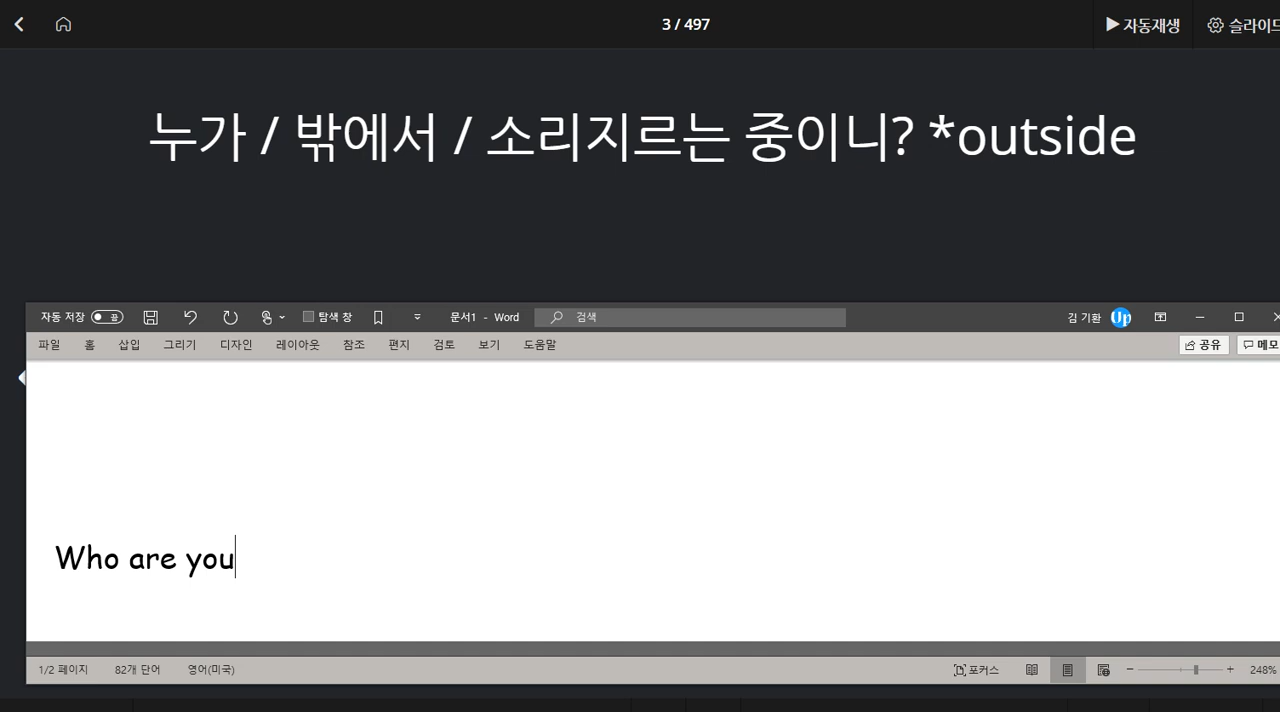 3 / 497
▶ 자동재생
슬라이드
누가 / 밖에서 / 소리지르는 중이니? *outside
자동 저장 끔 탐색 창 문서1 - Word 검색 김 기환 Up
파일 홈 삽입 그리기 디자인 레이아웃 참조 편지 검토 보기 도움말 공유 메모
Who are you
1/2 페이지 82개 단어 영어(미국) 포커스 248%